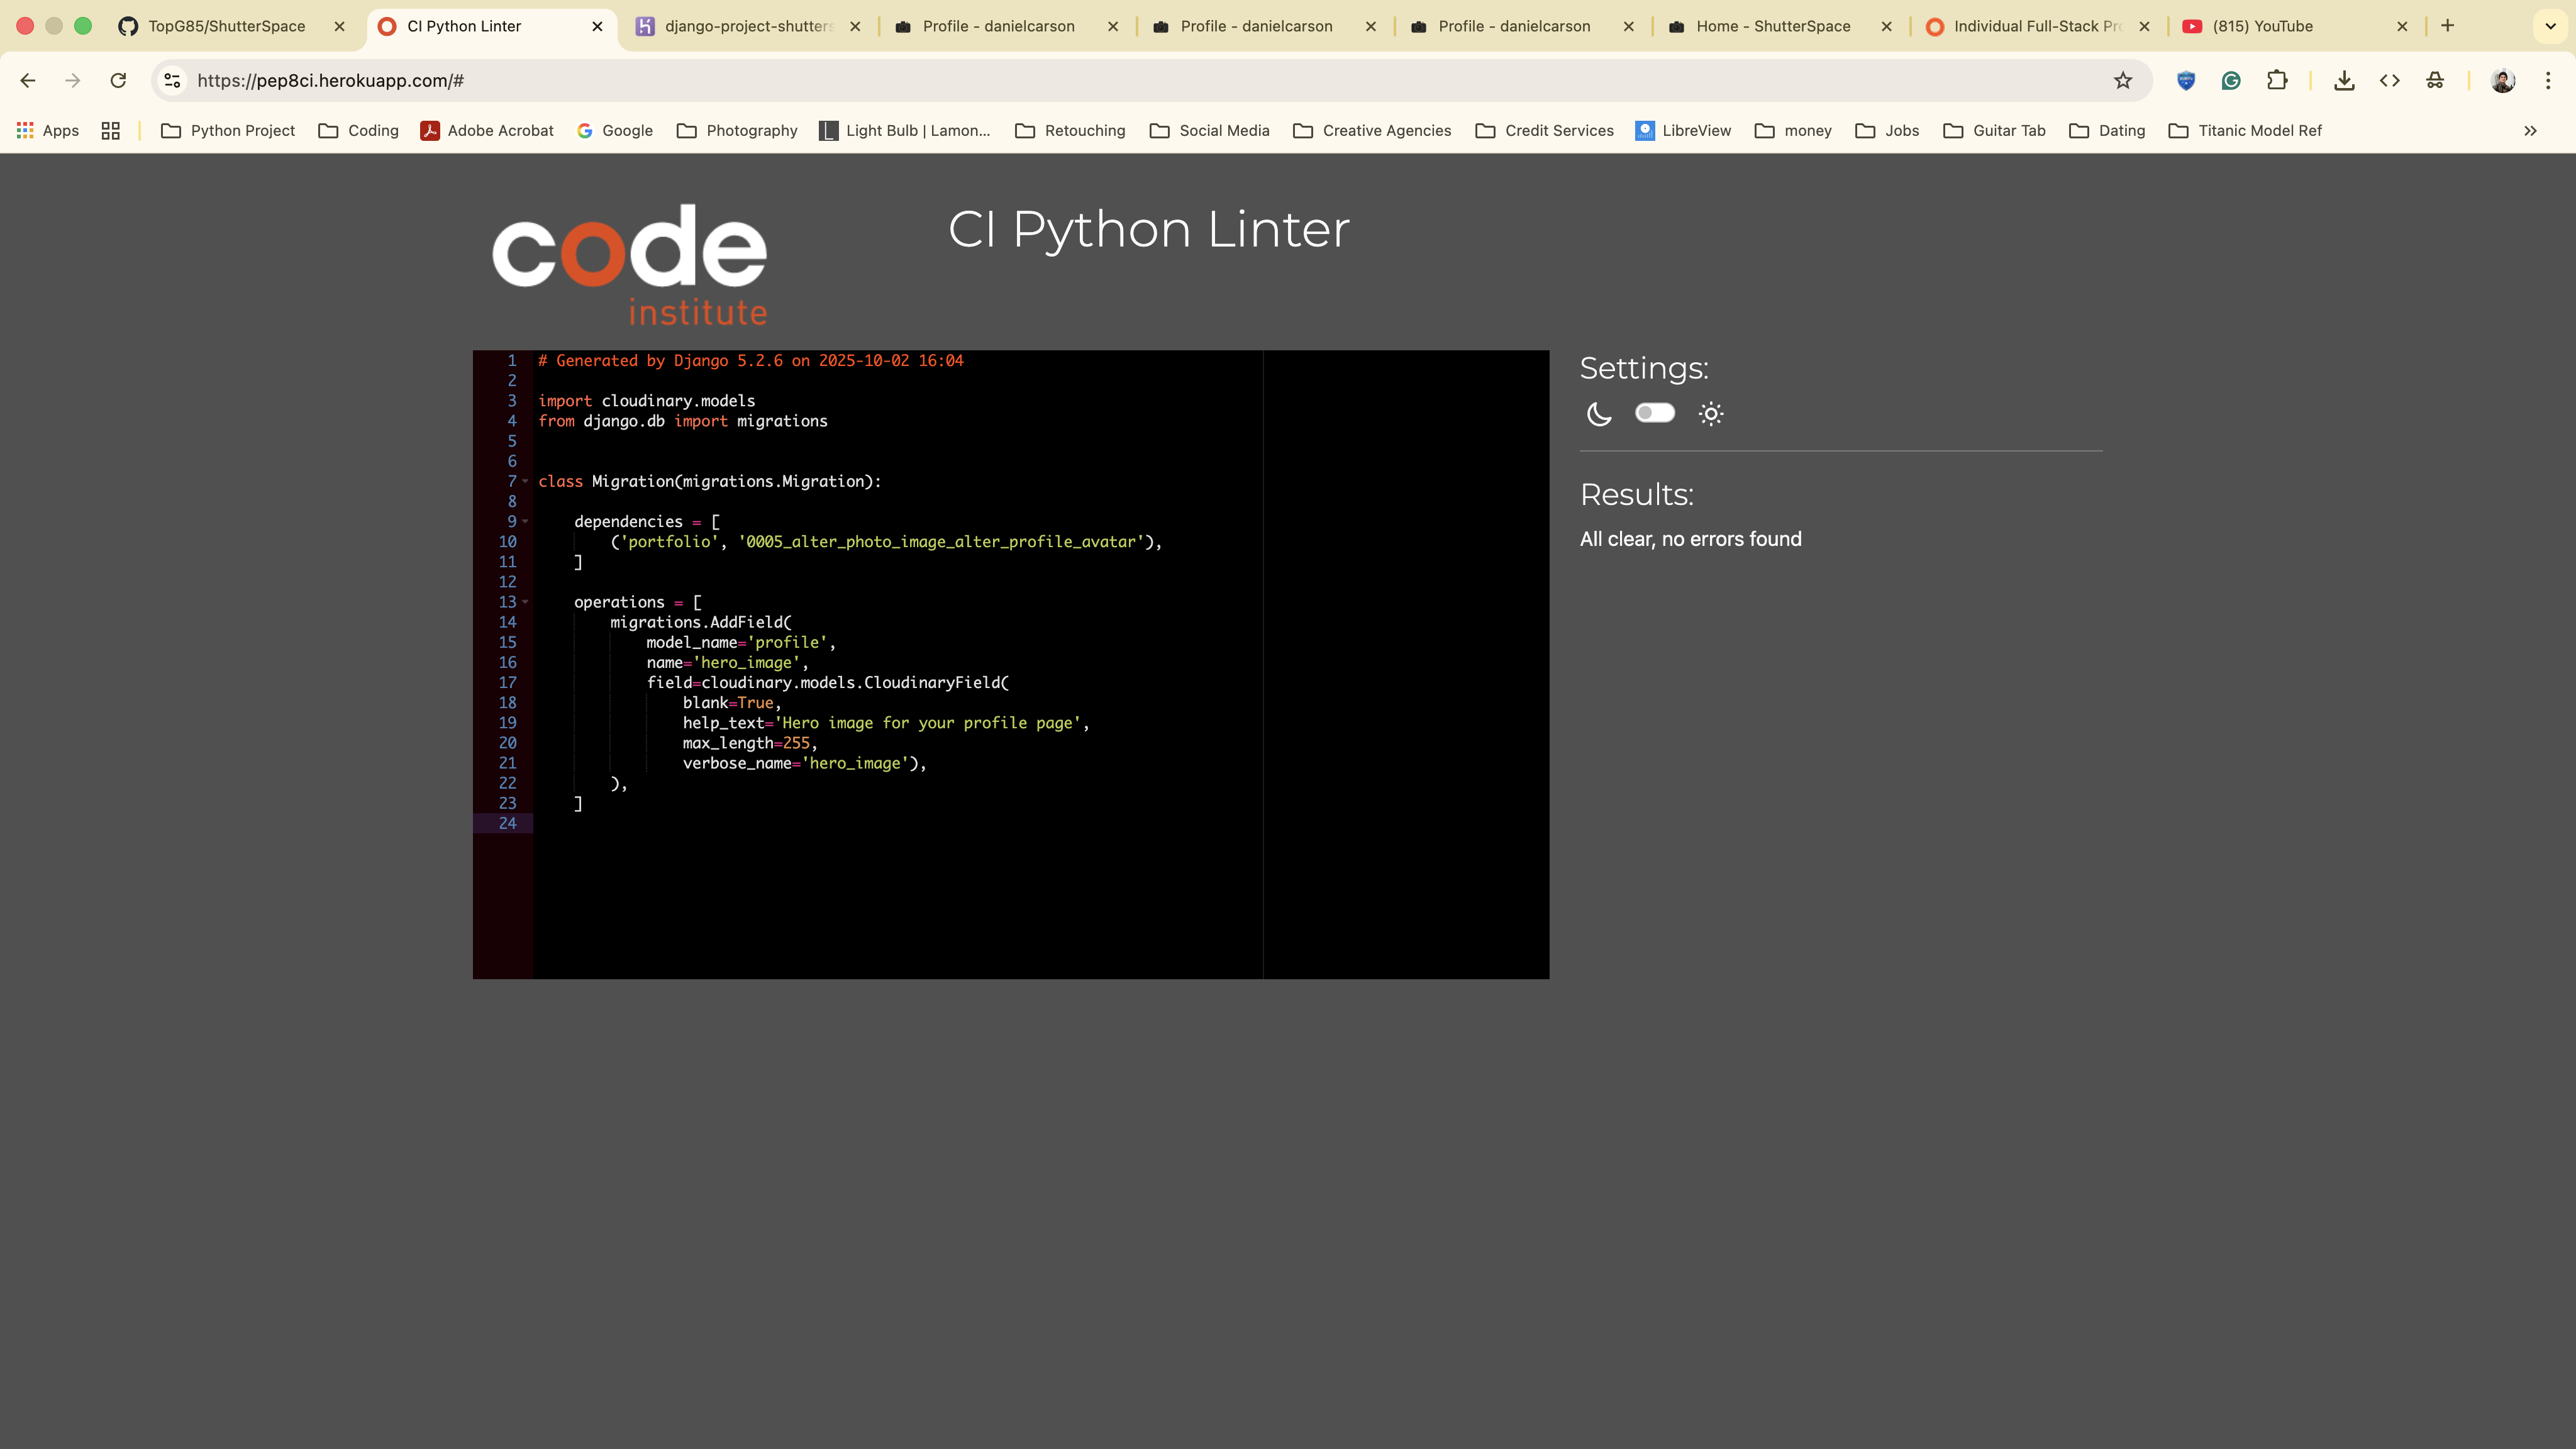 TopG85/ShutterSpace
CI Python Linter
django-project-shutters
Profile - danielcarson
Profile - danielcarson
Profile - danielcarson
Home - ShutterSpace
Individual Full-Stack Pro
(815) YouTube
https://pep8ci.herokuapp.com/#
Apps
Python Project
Coding
Adobe Acrobat
Google
Photography
Light Bulb | Lamon...
Retouching
Social Media
Creative Agencies
Credit Services
LibreView
money
Jobs
Guitar Tab
Dating
Titanic Model Ref
code
institute
CI Python Linter
1 # Generated by Django 5.2.6 on 2025-10-02 16:04
2
3 import cloudinary.models
4 from django.db import migrations
5
6
7 class Migration(migrations.Migration):
8
9 dependencies = [
10 ('portfolio', '0005_alter_photo_image_alter_profile_avatar'),
11 ]
12
13 operations = [
14 migrations.AddField(
15 model_name='profile',
16 name='hero_image',
17 field=cloudinary.models.CloudinaryField(
18 blank=True,
19 help_text='Hero image for your profile page',
20 max_length=255,
21 verbose_name='hero_image'),
22 ),
23 ]
24
Settings:
Results:
All clear, no errors found